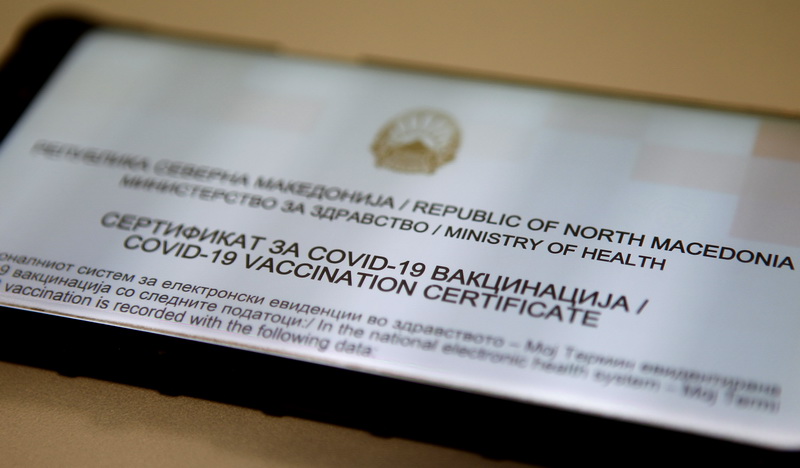 РЕПУБЛИКА СЕВЕРНА МАКЕДОНИЈА / REPUBLIC OF NORTH MACEDONIA
МИНИСТЕРСТВО ЗА ЗДРАВСТВО / MINISTRY OF HEALTH
СЕРТИФИКАТ ЗА COVID-19 ВАКЦИНАЦИЈА /
COVID-19 VACCINATION CERTIFICATE
систем за електронски евиденции во здравството – Мој Термин евидентирана
9 вакцинација со следните податоци:/ In the national electronic health system – Moj Termi
vaccination is recorded with the following data: